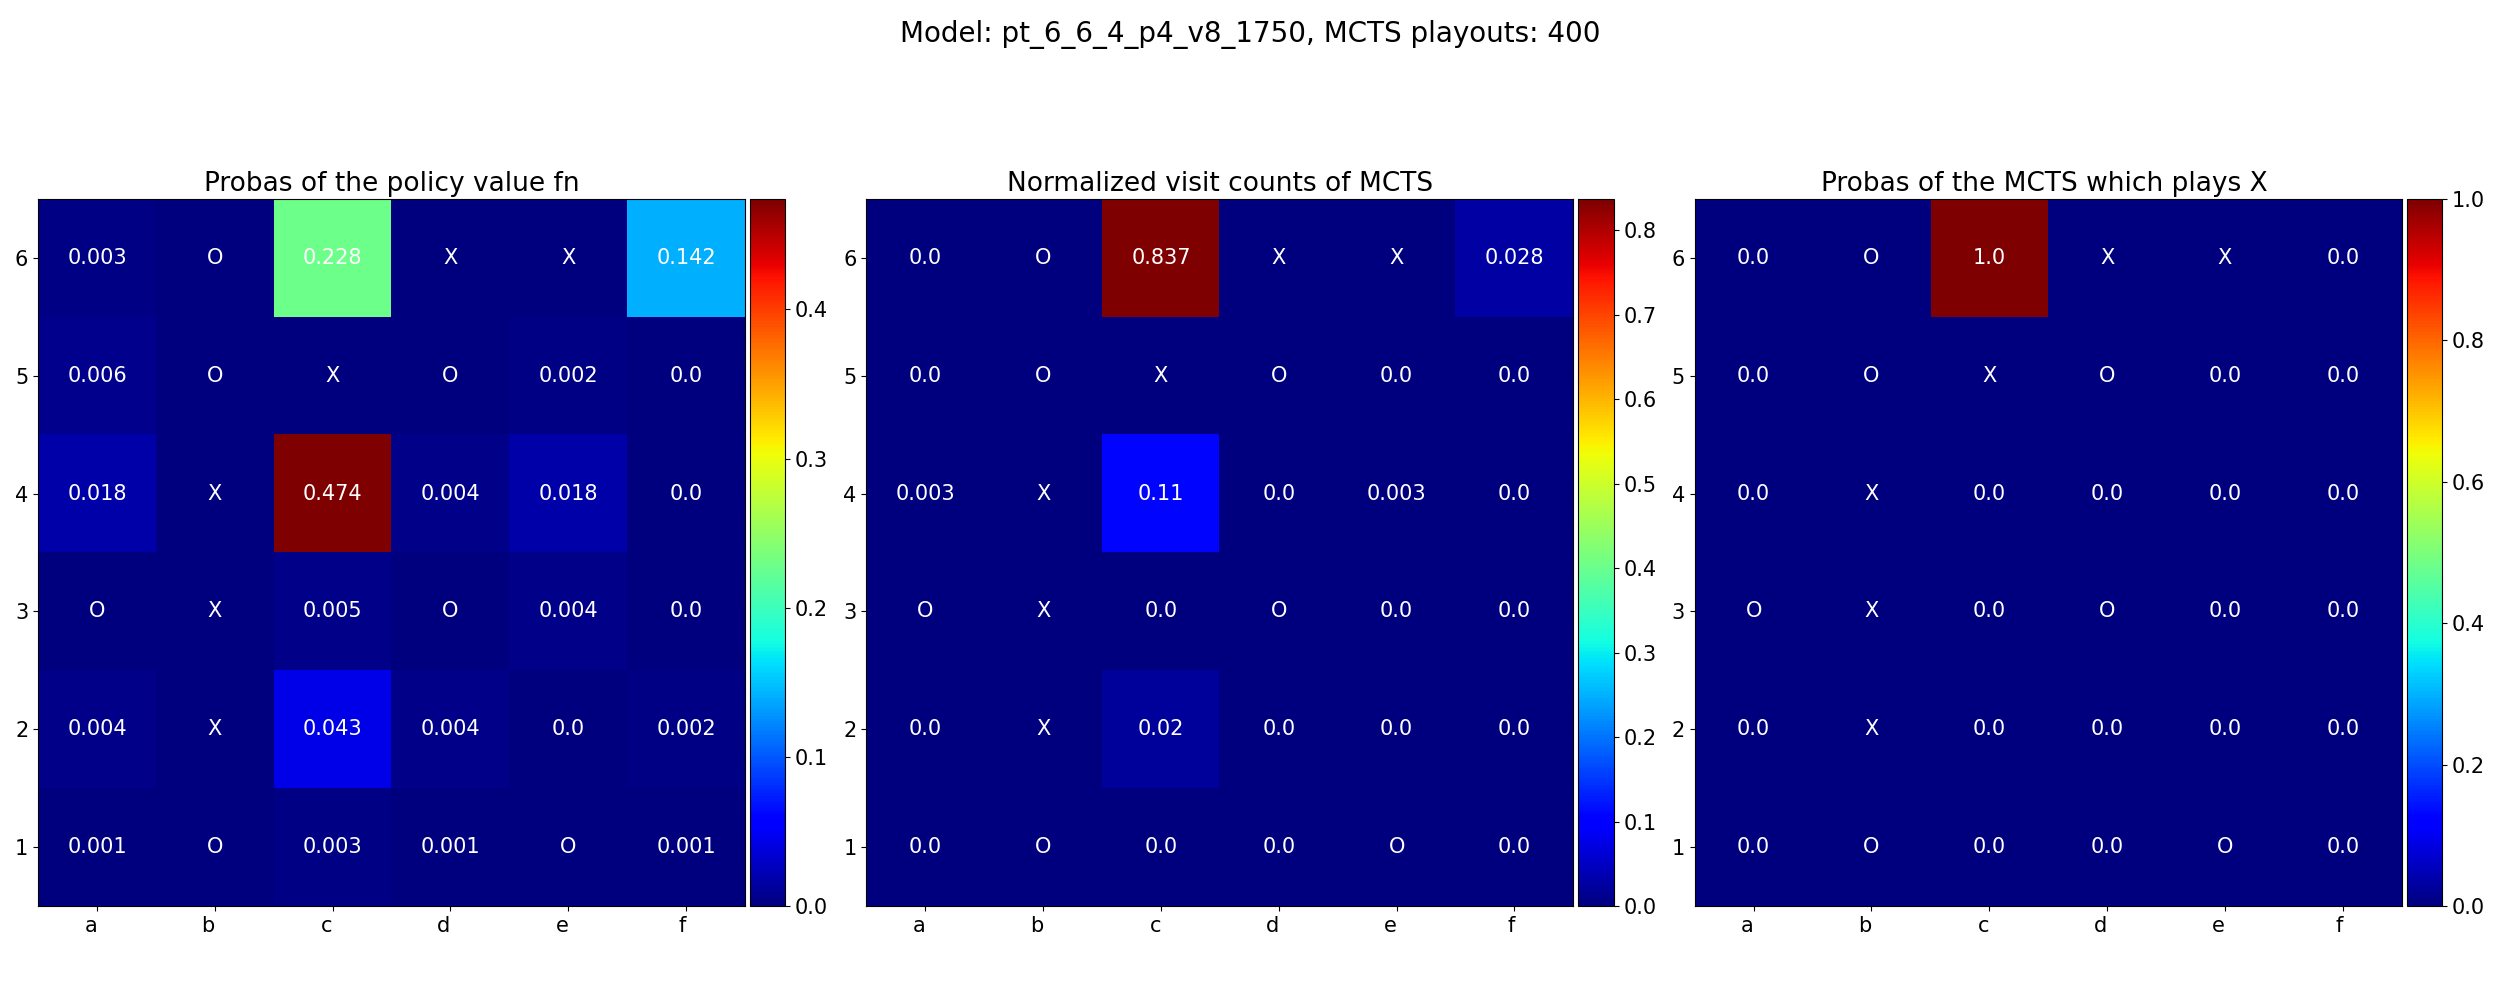 Model: pt_6_6_4_p4_v8_1750, MCTS playouts: 400
Probas of the policy value fn
6 0.003 O 0.228 X X 0.142
5 0.006 O X O 0.002 0.0
4 0.018 X 0.474 0.004 0.018 0.0
3 O X 0.005 O 0.004 0.0
2 0.004 X 0.043 0.004 0.0 0.002
1 0.001 O 0.003 0.001 O 0.001
a b c d e f
0.4
0.3
0.2
0.1
0.0
Normalized visit counts of MCTS
6 0.0 O 0.837 X X 0.028
5 0.0 O X O 0.0 0.0
4 0.003 X 0.11 0.0 0.003 0.0
3 O X 0.0 O 0.0 0.0
2 0.0 X 0.02 0.0 0.0 0.0
1 0.0 O 0.0 0.0 O 0.0
a b c d e f
0.8
0.7
0.6
0.5
0.4
0.3
0.2
0.1
0.0
Probas of the MCTS which plays X
6 0.0 O 1.0 X X 0.0
5 0.0 O X O 0.0 0.0
4 0.0 X 0.0 0.0 0.0 0.0
3 O X 0.0 O 0.0 0.0
2 0.0 X 0.0 0.0 0.0 0.0
1 0.0 O 0.0 0.0 O 0.0
a b c d e f
1.0
0.8
0.6
0.4
0.2
0.0